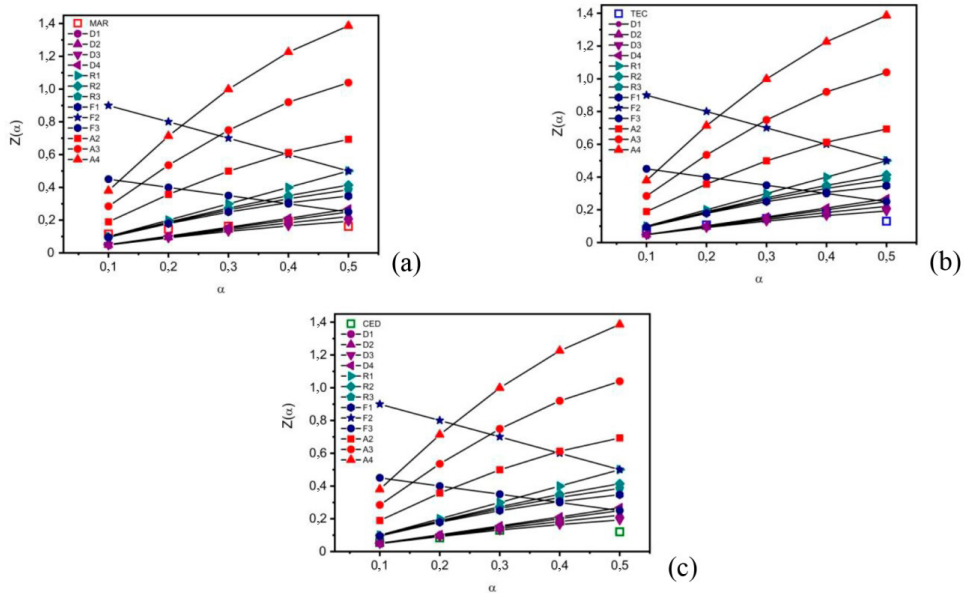 1,4
1,2
1,0
0,8
0,6
0,4
0,2
0
Z(α)
MAR
D1
D2
D3
D4
R1
R2
R3
F1
F2
F3
A2
A3
A4
0,1 0,2 0,3 0,4 0,5
α
(a)
1,4
1,2
1,0
0,8
0,6
0,4
0,2
0
Z(α)
TEC
D1
D2
D3
D4
R1
R2
R3
F1
F2
F3
A2
A3
A4
0,1 0,2 0,3 0,4 0,5
α
(b)
1,4
1,2
1,0
0,8
0,6
0,4
0,2
0
Z(α)
CED
D1
D2
D3
D4
R1
R2
R3
F1
F2
F3
A2
A3
A4
0,1 0,2 0,3 0,4 0,5
α
(c)